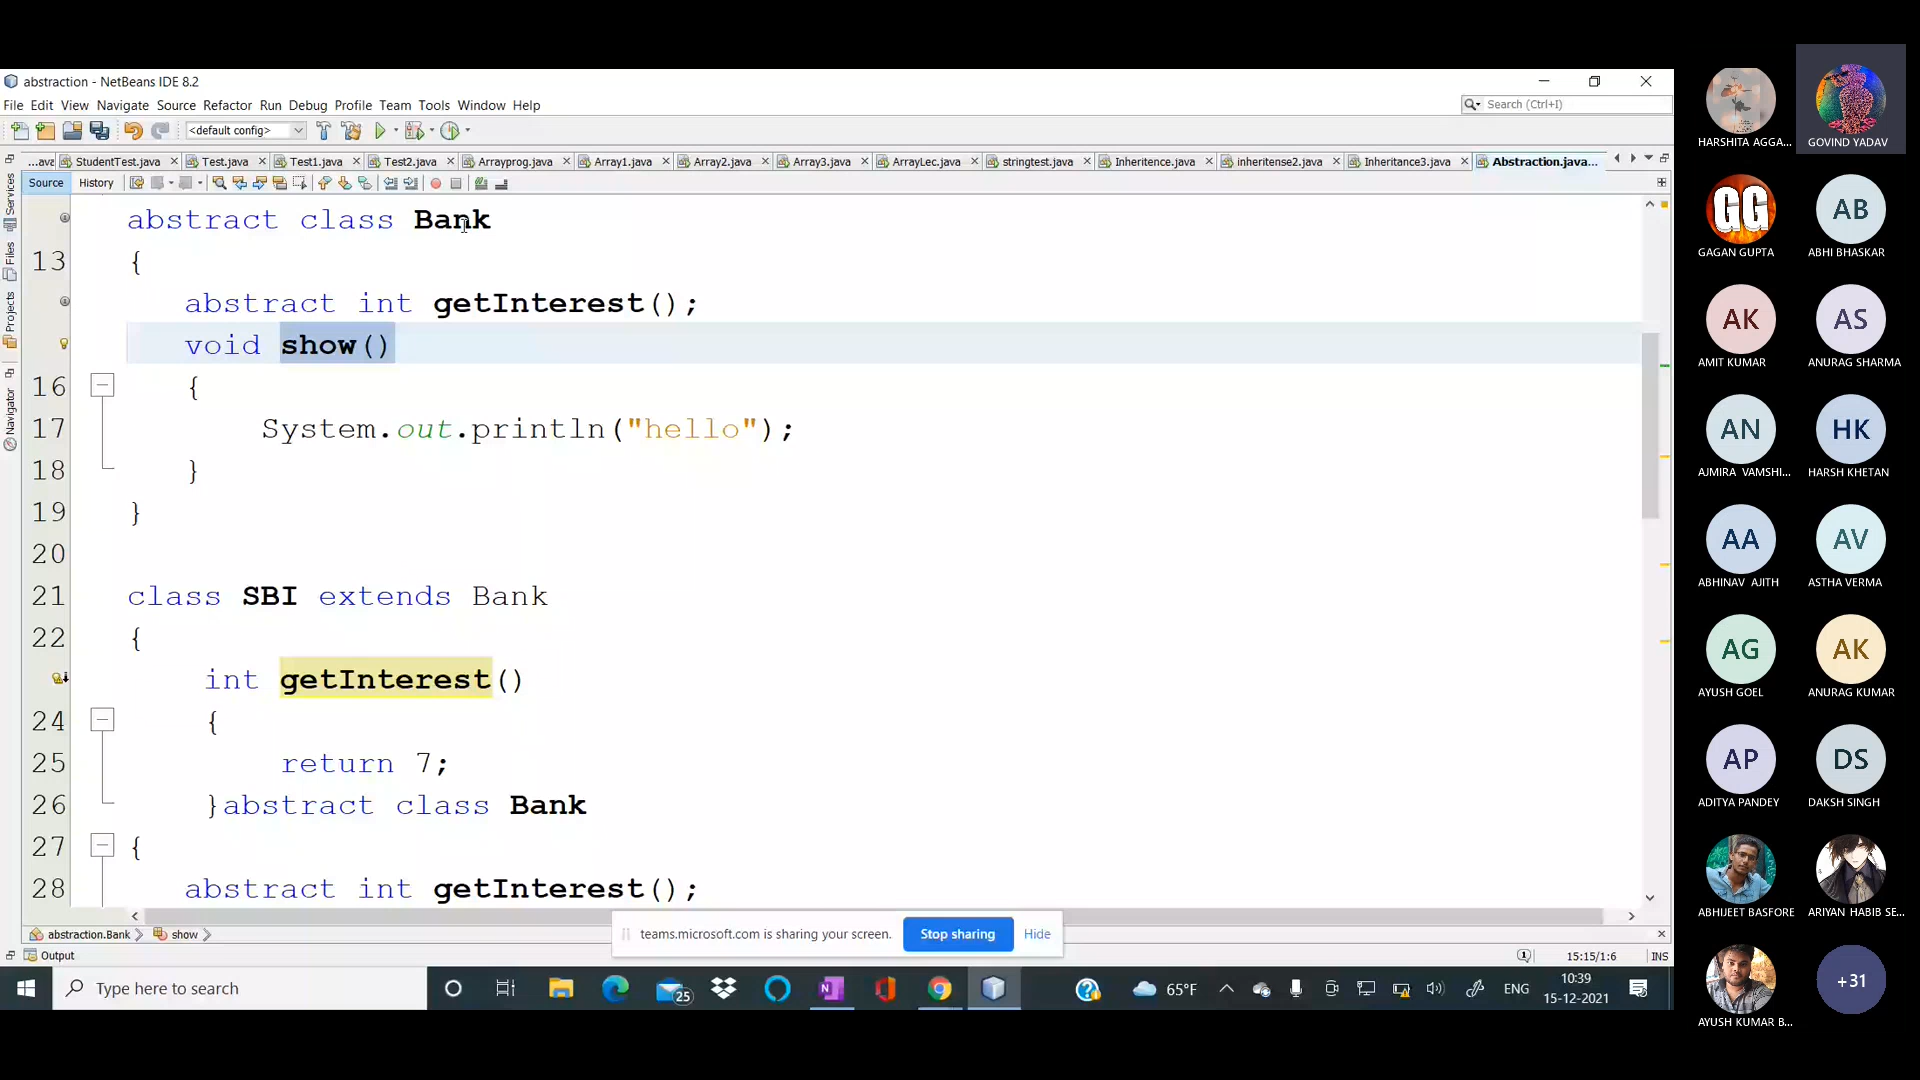 abstraction - NetBeans IDE 8.2
File Edit View Navigate Source Refactor Run Debug Profile Team Tools Window Help
Search (Ctrl+I)
<default config>
...ava StudentTest.java Test.java Test1.java Test2.java Arrayprog.java Array1.java Array2.java Array3.java ArrayLec.java stringtest.java Inheritence.java inheritense2.java Inheritance3.java Abstraction.java...
Source History
Services
Files
Projects
Navigator
abstract class Bank
13 {
abstract int getInterest();
void show()
16 {
17 System.out.println("hello");
18 }
19 }
20
21 class SBI extends Bank
22 {
int getInterest()
24 {
25 return 7;
26 }abstract class Bank
27 {
28 abstract int getInterest();
abstraction.Bank show
teams.microsoft.com is sharing your screen. Stop sharing Hide
Output
1 15:15/1:6 INS
Type here to search
25
65°F
ENG
10:39
15-12-2021
HARSHITA AGGA... GOVIND YADAV
GG AB
GAGAN GUPTA ABHI BHASKAR
AK AS
AMIT KUMAR ANURAG SHARMA
AN HK
AJMIRA VAMSHI... HARSH KHETAN
AA AV
ABHINAV AJITH ASTHA VERMA
AG AK
AYUSH GOEL ANURAG KUMAR
AP DS
ADITYA PANDEY DAKSH SINGH
ABHIJEET BASFORE ARIYAN HABIB SE...
+31
AYUSH KUMAR B...